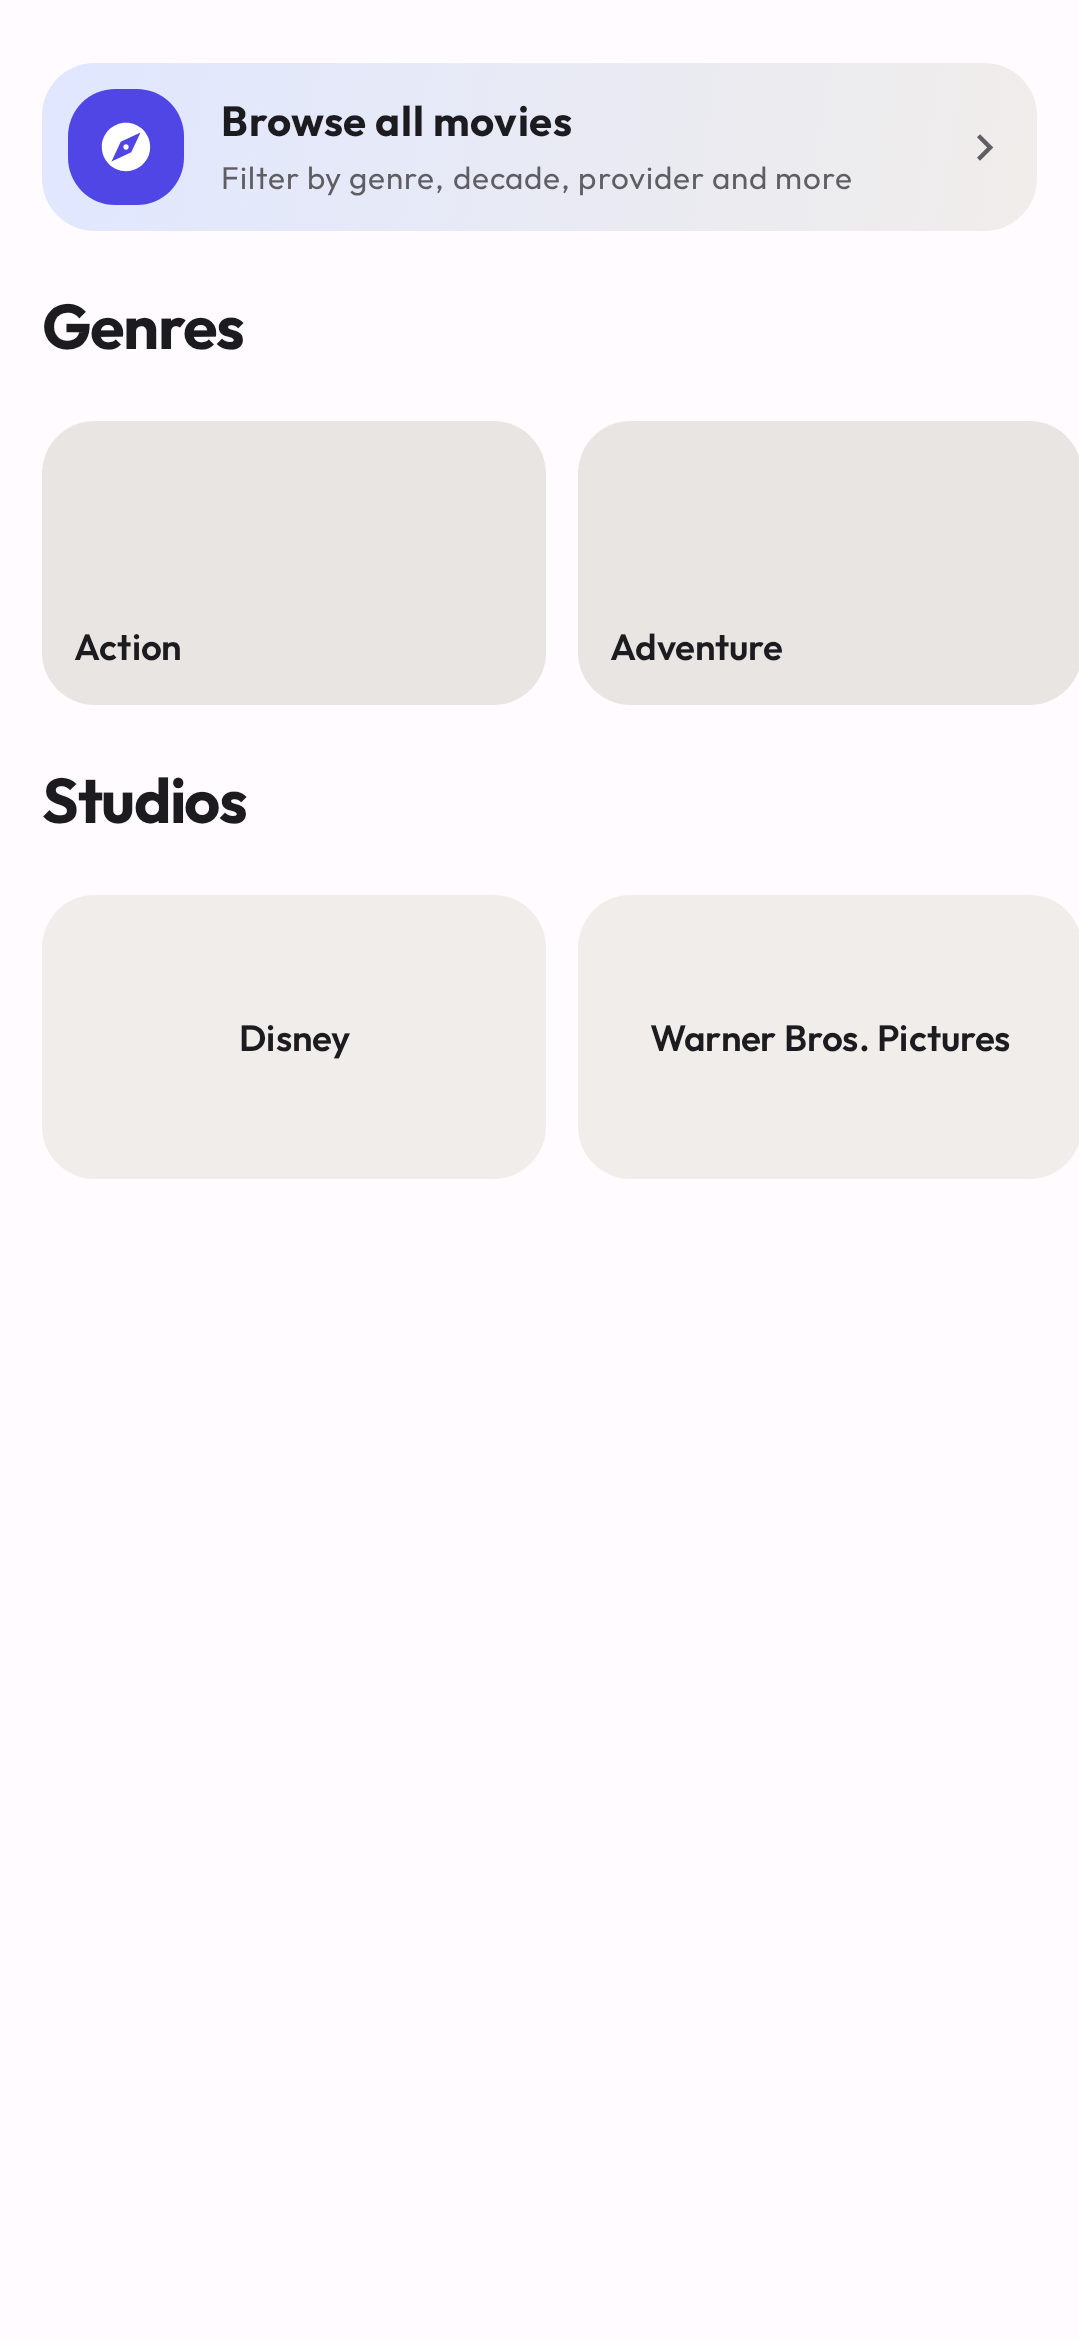 Browse all movies
Filter by genre, decade, provider and more
Genres
Action
Adventure
Studios
Disney
Warner Bros. Pictures